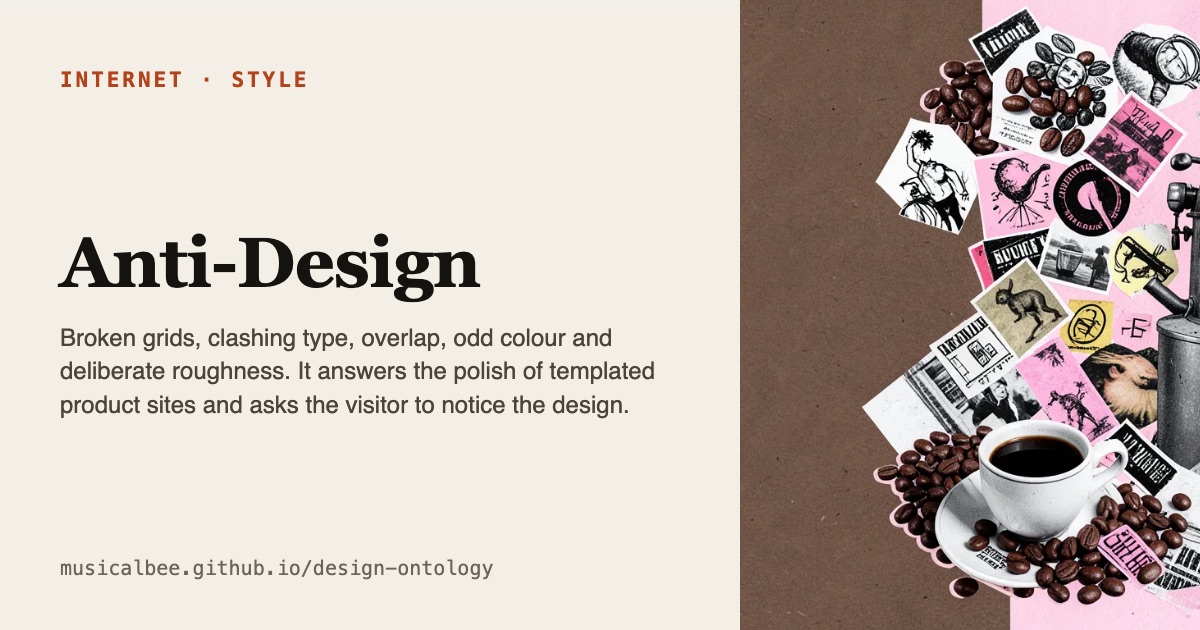 INTERNET · STYLE
Anti-Design
Broken grids, clashing type, overlap, odd colour and
deliberate roughness. It answers the polish of templated
product sites and asks the visitor to notice the design.
musicalbee.github.io/design-ontology